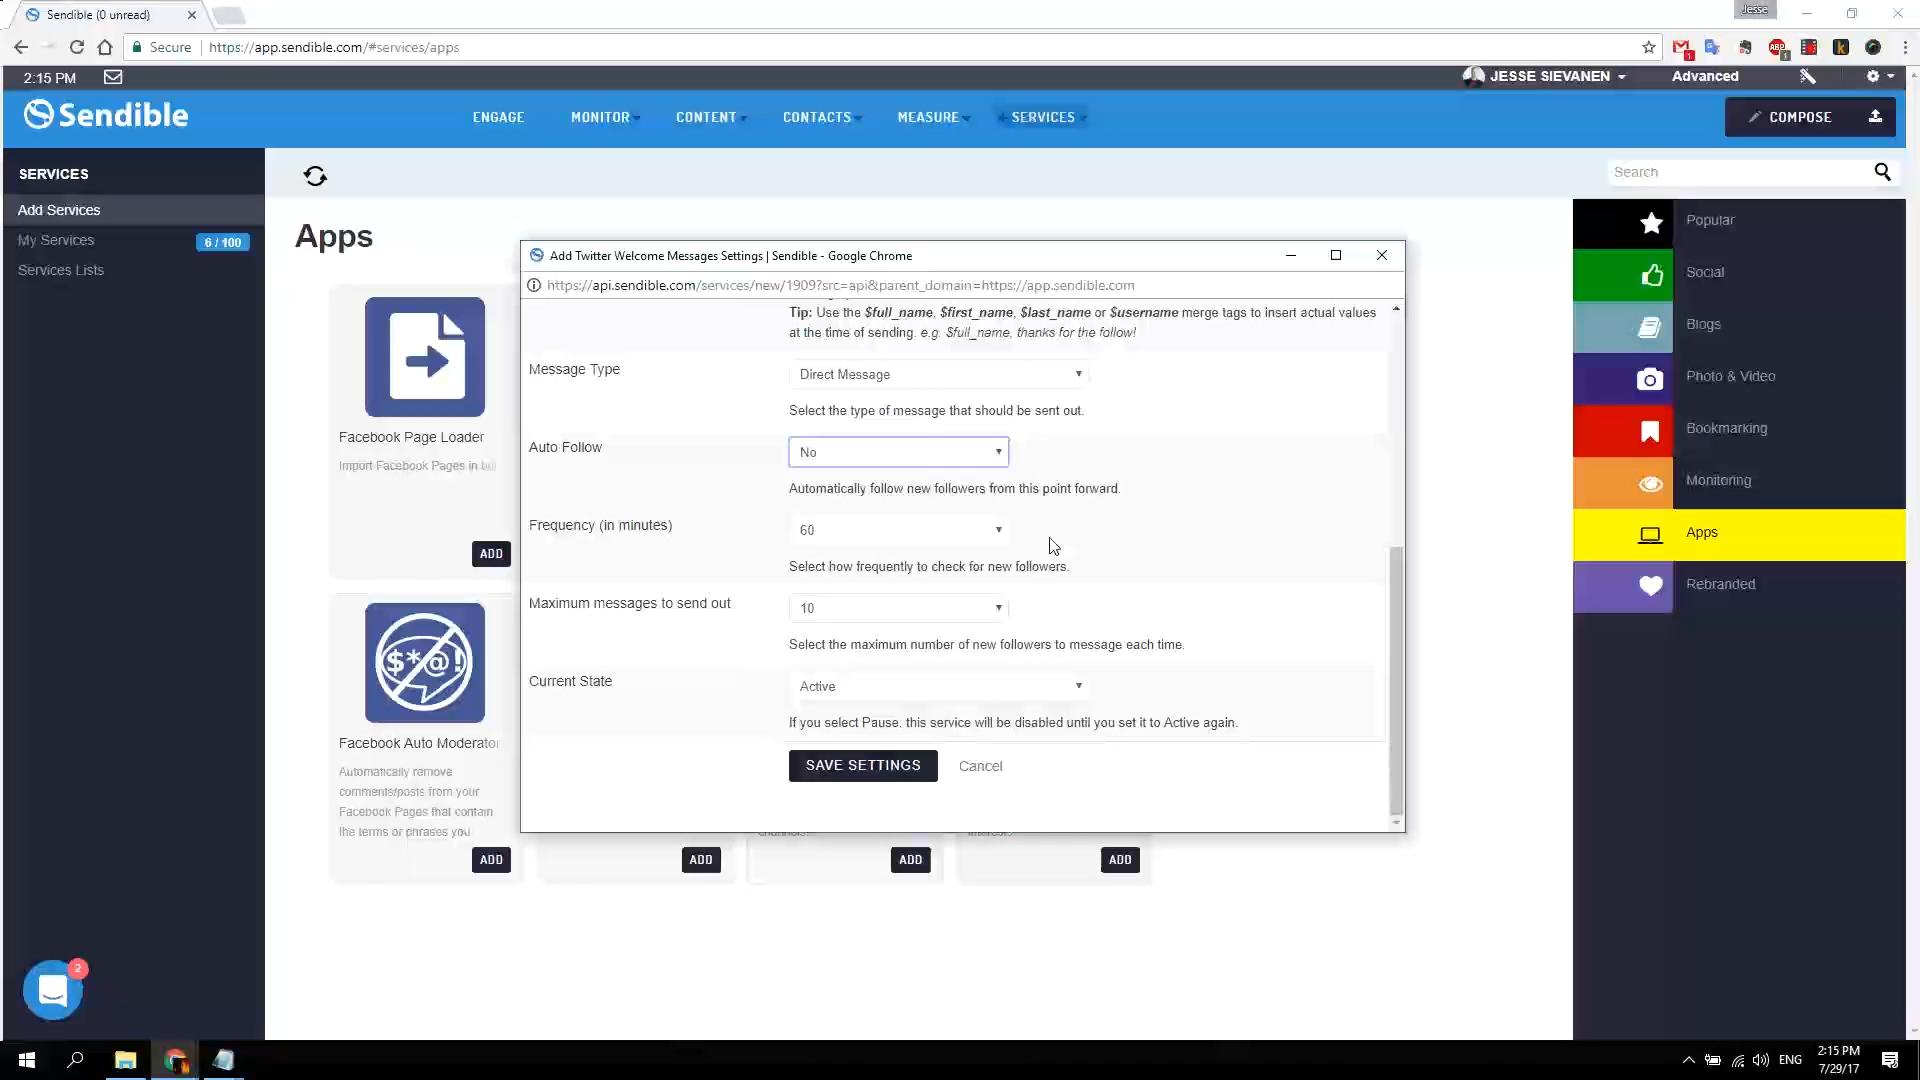 Sendible (0 unread)
Jesse
Secure
https://app.sendible.com/#services/apps
2:15 PM
JESSE SIEVANEN
Advanced
Sendible
ENGAGE
MONITOR
CONTENT
CONTACTS
MEASURE
+ SERVICES
COMPOSE
SERVICES
Add Services
My Services
6 / 100
Services Lists
Search
Apps
Popular
Social
Blogs
Photo & Video
Bookmarking
Monitoring
Apps
Rebranded
Facebook Page Loader
Import Facebook Pages in
ADD
$*@!
Facebook Auto Moderator
Automatically remove
comments/posts from your
Facebook Pages that contain
the terms or phrases you
ADD
ADD
ADD
ADD
Add Twitter Welcome Messages Settings | Sendible - Google Chrome
https://api.sendible.com/services/new/1909?src=api&parent_domain=https://app.sendible.com
Tip: Use the $full_name, $first_name, $last_name or $username merge tags to insert actual values
at the time of sending. e.g. $full_name, thanks for the follow!
Message Type
Direct Message
Select the type of message that should be sent out.
Auto Follow
No
Automatically follow new followers from this point forward.
Frequency (in minutes)
60
Select how frequently to check for new followers.
Maximum messages to send out
10
Select the maximum number of new followers to message each time.
Current State
Active
If you select Pause, this service will be disabled until you set it to Active again.
SAVE SETTINGS
Cancel
2
ENG
2:15 PM
7/29/17